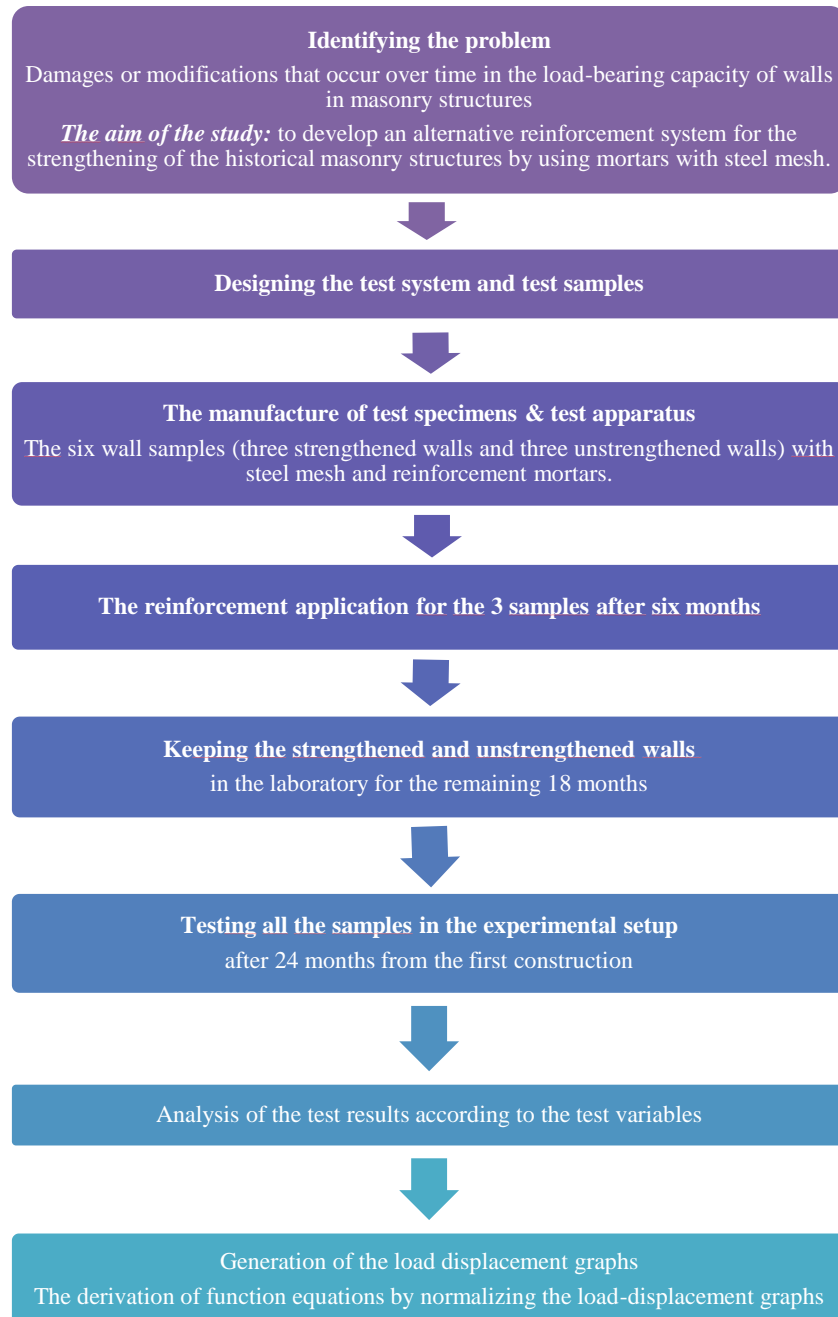 Identifying the problem
Damages or modifications that occur over time in the load-bearing capacity of walls
in masonry structures
The aim of the study: to develop an alternative reinforcement system for the
strengthening of the historical masonry structures by using mortars with steel mesh.
Designing the test system and test samples
The manufacture of test specimens & test apparatus
The six wall samples (three strengthened walls and three unstrengthened walls) with
steel mesh and reinforcement mortars.
The reinforcement application for the 3 samples after six months
Keeping the strengthened and unstrengthened walls
in the laboratory for the remaining 18 months
Testing all the samples in the experimental setup
after 24 months from the first construction
Analysis of the test results according to the test variables
Generation of the load displacement graphs
The derivation of function equations by normalizing the load-displacement graphs